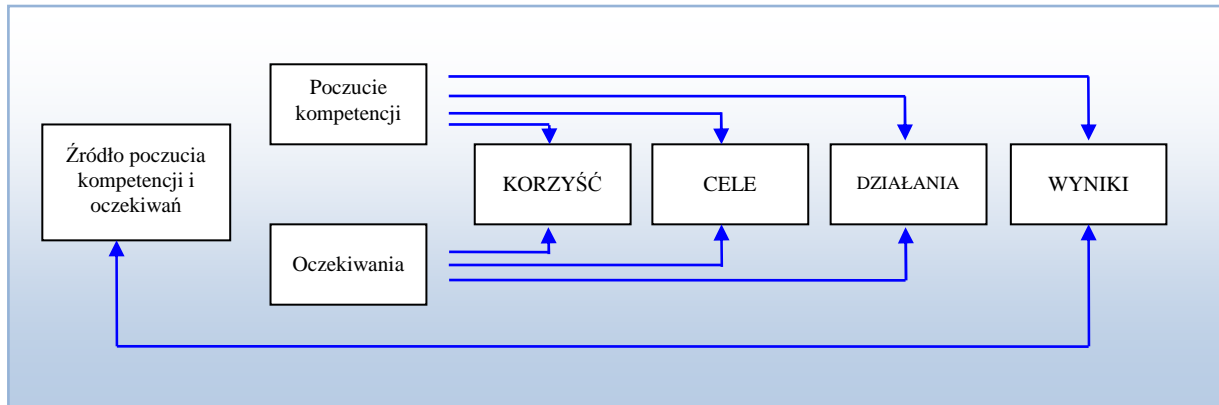 Poczucie
kompetencji
Źródło poczucia
kompetencji i
oczekiwań
KORZYŚĆ
CELE
DZIAŁANIA
WYNIKI
Oczekiwania